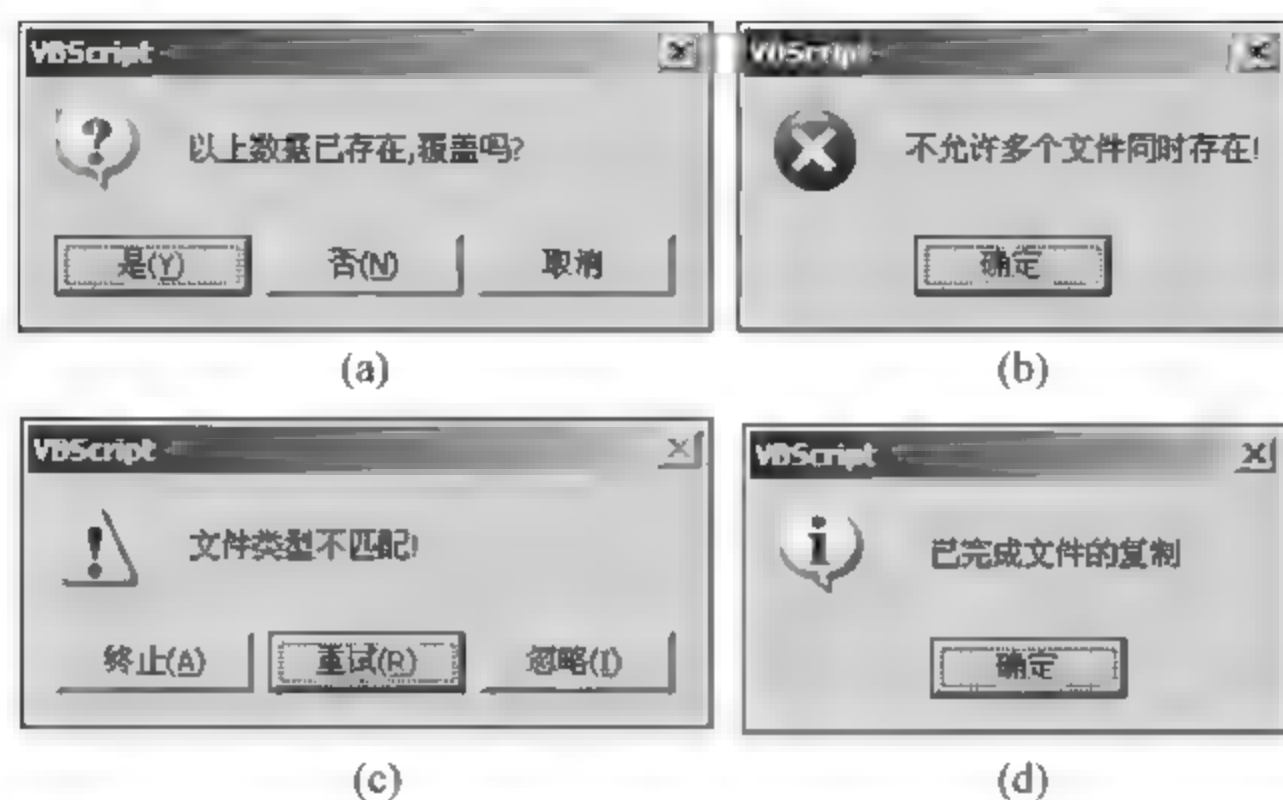 VBScript
以上数据已存在,覆盖吗?
是(Y) 否(N) 取消
(a)
VBScript
不允许多个文件同时存在!
确定
(b)
VBScript
文件类型不匹配!
终止(A) 重试(R) 忽略(I)
(c)
VBScript
已完成文件的复制
确定
(d)